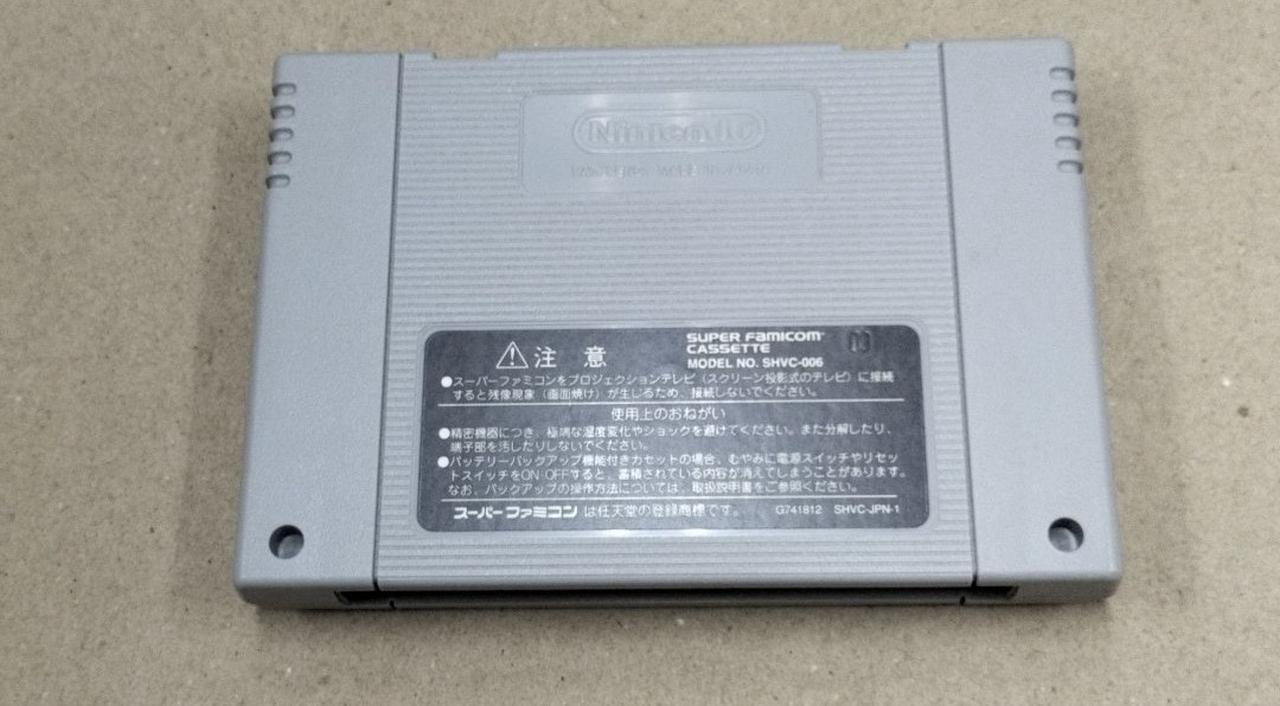 Nintendo
注 意
SUPER FAMICOM
CASSETTE
MODEL NO. SHVC-006
●スーパーファミコンをプロジェクションテレビ（スクリーン投影式のテレビ）に接続
すると残像現象（画面焼け）が生じるため、接続しないでください。
使用上のおねがい
●精密機器につき、極端な温度変化やショックを避けてください。また分解したり、
端子部を汚したりしないでください。
●バッテリーバックアップ機能付きカセットの場合、むやみに電源スイッチやリセッ
トスイッチをON/OFFすると、蓄積されている内容が消えてしまうことがあります。
なお、バックアップの操作方法については、取扱説明書をご参照ください。
スーパーファミコン は任天堂の登録商標です。
G741812 SHVC-JPN-1